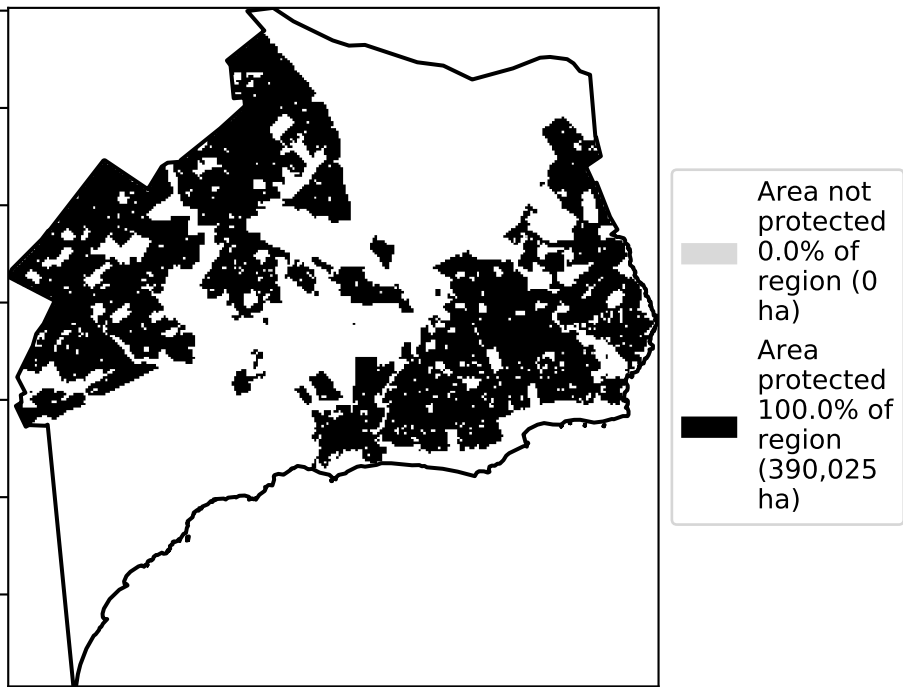 Area not
protected
0.0% of
region (0
ha)
Area
protected
100.0% of
region
(390,025
ha)